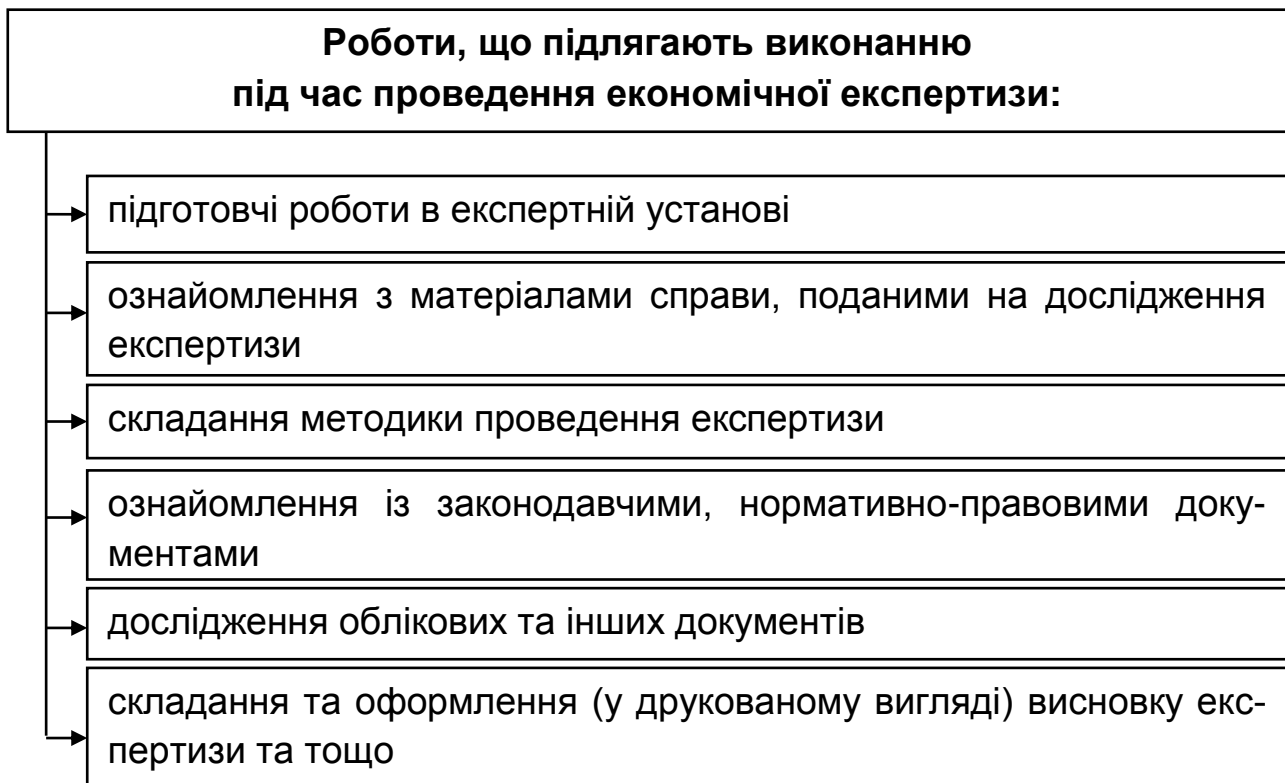 Роботи, що підлягають виконанню
під час проведення економічної експертизи:
підготовчі роботи в експертній установі
ознайомлення з матеріалами справи, поданими на дослідження
експертизи
складання методики проведення експертизи
ознайомлення із законодавчими, нормативно-правовими доку-
ментами
дослідження облікових та інших документів
складання та оформлення (у друкованому вигляді) висновку екс-
пертизи та тощо